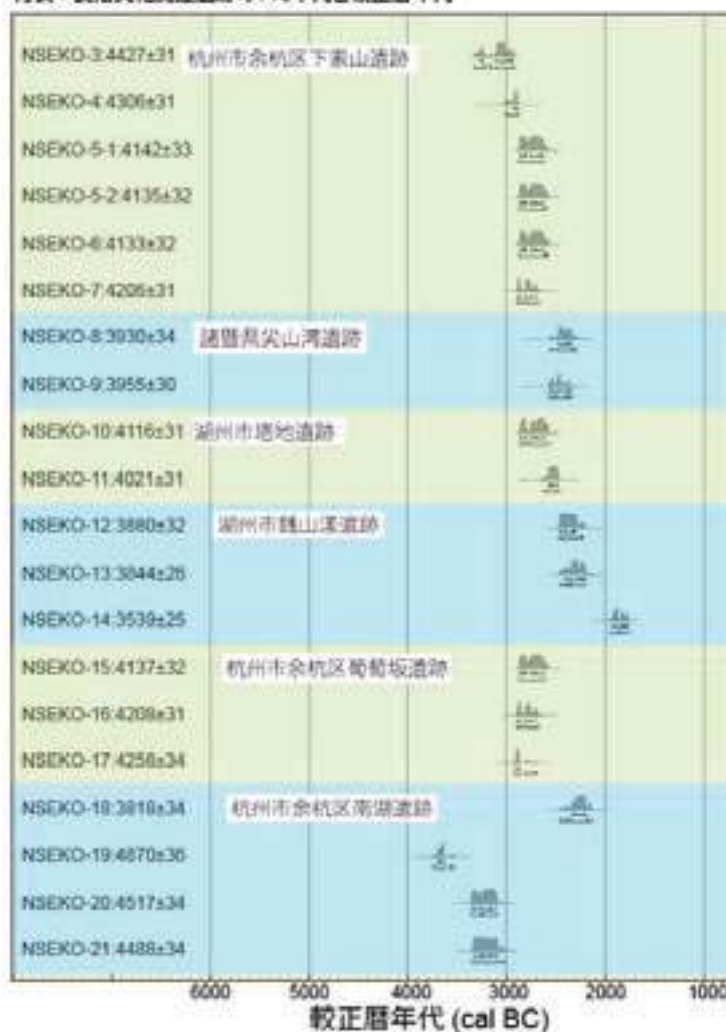 NSEKO-3:4427±31 杭州市余杭区下家山遺跡
NSEKO-4:4306±31
NSEKO-5-1:4142±33
NSEKO-5-2:4135±32
NSEKO-6:4133±32
NSEKO-7:4206±31
NSEKO-8:3930±34 諸曁県尖山湾遺跡
NSEKO-9:3955±30
NSEKO-10:4116±31 湖州市塔地遺跡
NSEKO-11:4021±31
NSEKO-12:3880±32 湖州市銭山漾遺跡
NSEKO-13:3844±26
NSEKO-14:3539±25
NSEKO-15:4137±32 杭州市余杭区葡萄坂遺跡
NSEKO-16:4209±31
NSEKO-17:4256±34
NSEKO-18:3818±34 杭州市余杭区南湖遺跡
NSEKO-19:4870±36
NSEKO-20:4517±34
NSEKO-21:4488±34
6000 5000 4000 3000 2000 1000
較正暦年代 (cal BC)